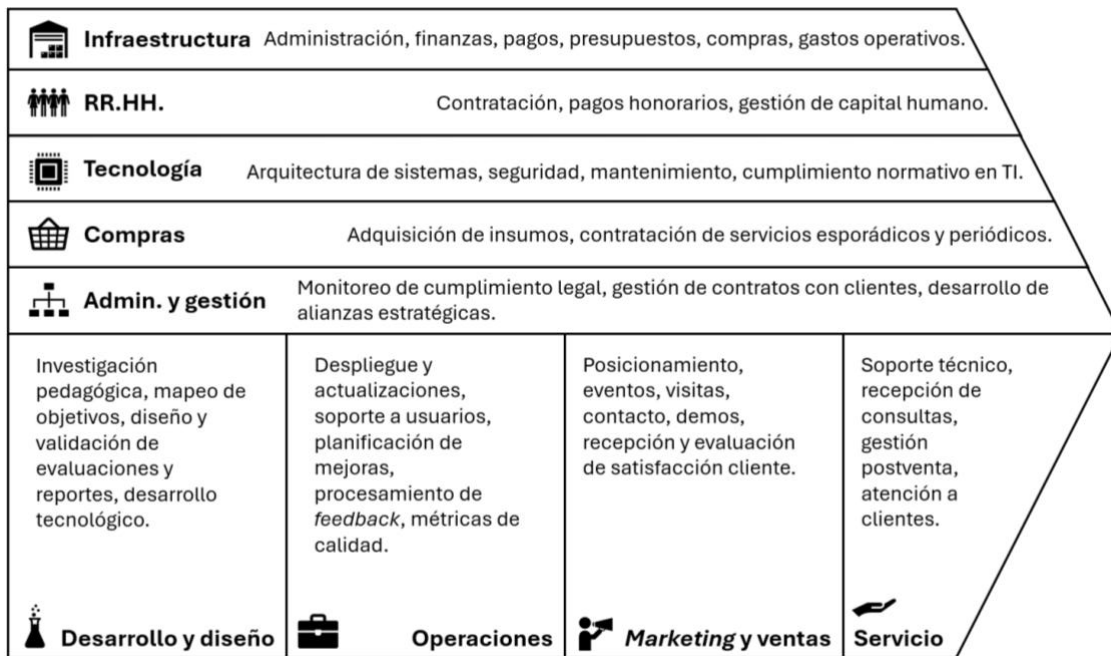 Infraestructura Administración, finanzas, pagos, presupuestos, compras, gastos operativos.
RR.HH. Contratación, pagos honorarios, gestión de capital humano.
Tecnología Arquitectura de sistemas, seguridad, mantenimiento, cumplimiento normativo en TI.
Compras Adquisición de insumos, contratación de servicios esporádicos y periódicos.
Admin. y gestión Monitoreo de cumplimiento legal, gestión de contratos con clientes, desarrollo de
alianzas estratégicas.
Investigación
pedagógica, mapeo de
objetivos, diseño y
validación de
evaluaciones y
reportes, desarrollo
tecnológico.
Desarrollo y diseño
Despliegue y
actualizaciones,
soporte a usuarios,
planificación de
mejoras,
procesamiento de
feedback, métricas de
calidad.
Operaciones
Posicionamiento,
eventos, visitas,
contacto, demos,
recepción y evaluación
de satisfacción cliente.
Marketing y ventas
Soporte técnico,
recepción de
consultas,
gestión
postventa,
atención a
clientes.
Servicio